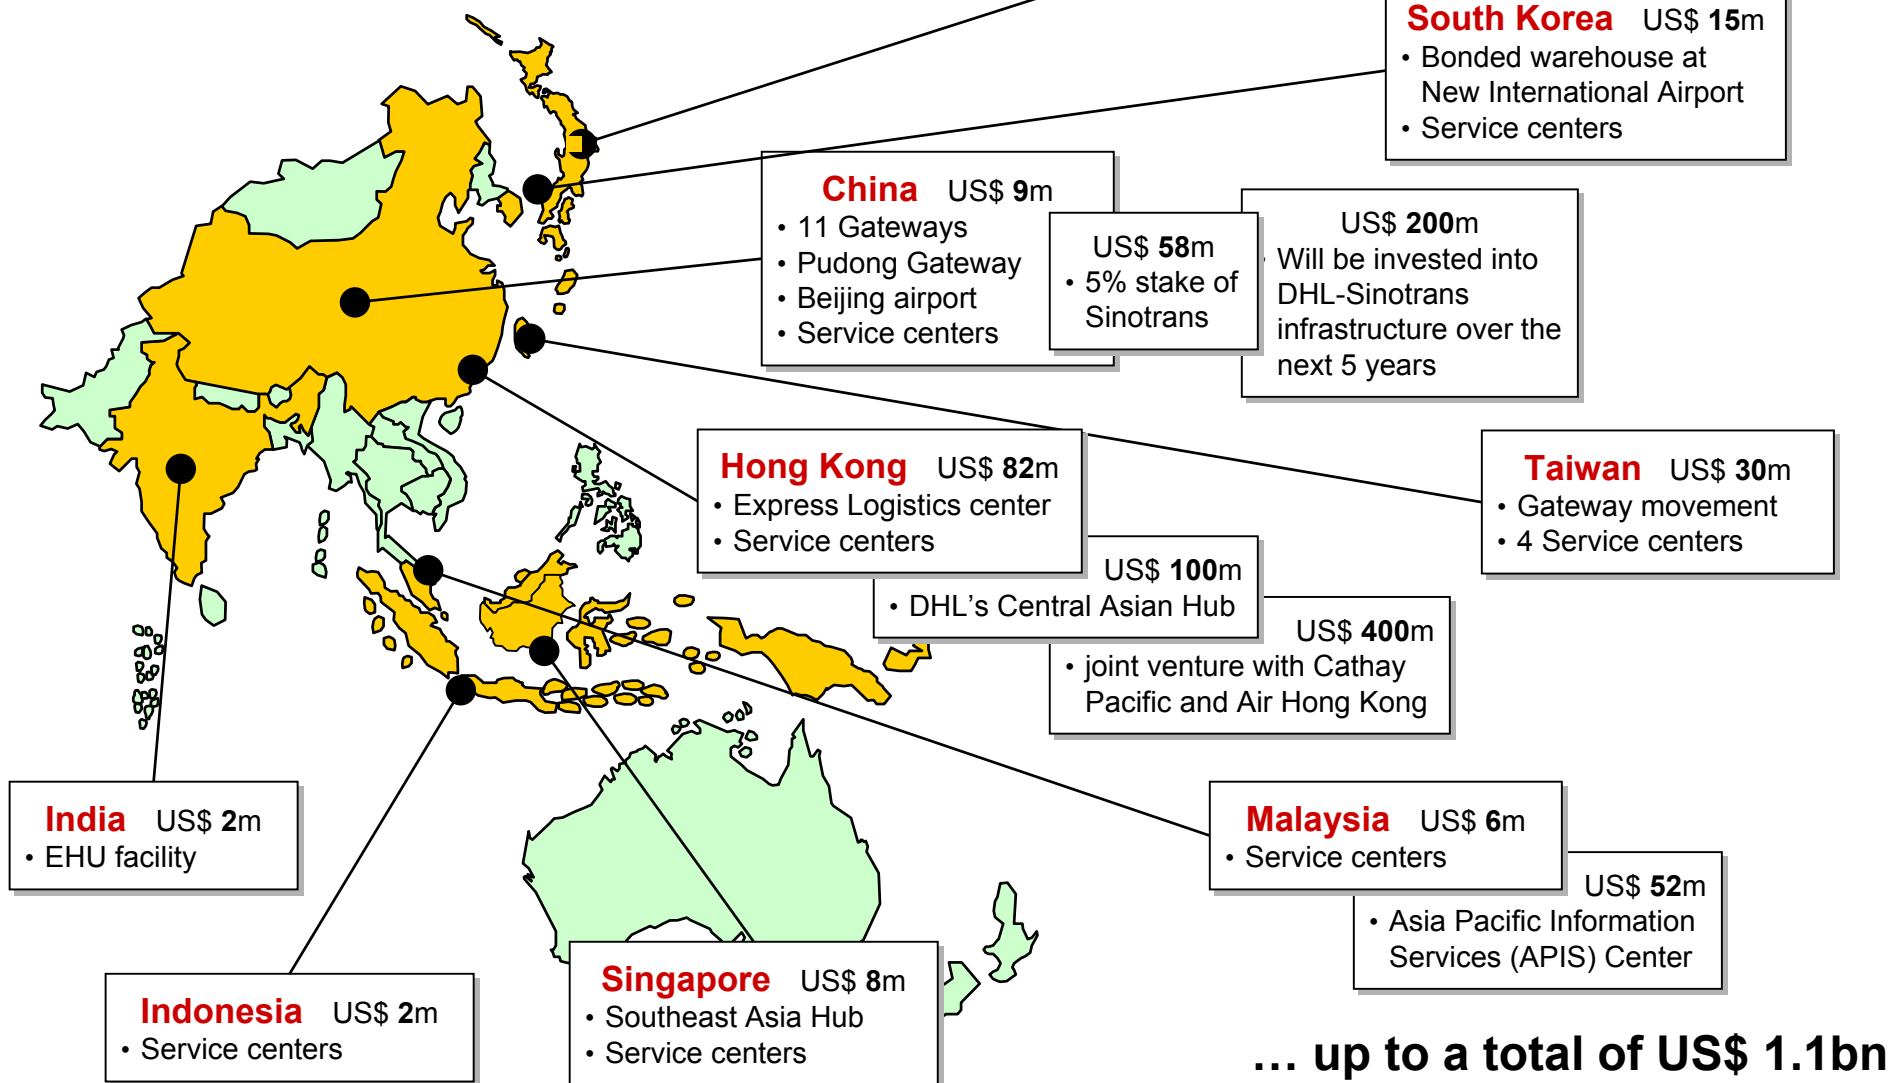 South Korea US$ 15m
• Bonded warehouse at
New International Airport
• Service centers
China US$ 9m
• 11 Gateways
• Pudong Gateway
• Beijing airport
• Service centers
US$ 58m
• 5% stake of
Sinotrans
US$ 200m
Will be invested into
DHL-Sinotrans
infrastructure over the
next 5 years
Hong Kong US$ 82m
• Express Logistics center
• Service centers
US$ 100m
• DHL’s Central Asian Hub
US$ 400m
• joint venture with Cathay
Pacific and Air Hong Kong
Taiwan US$ 30m
• Gateway movement
• 4 Service centers
India US$ 2m
• EHU facility
Malaysia US$ 6m
• Service centers
US$ 52m
• Asia Pacific Information
Services (APIS) Center
Indonesia US$ 2m
• Service centers
Singapore US$ 8m
• Southeast Asia Hub
• Service centers
... up to a total of US$ 1.1bn